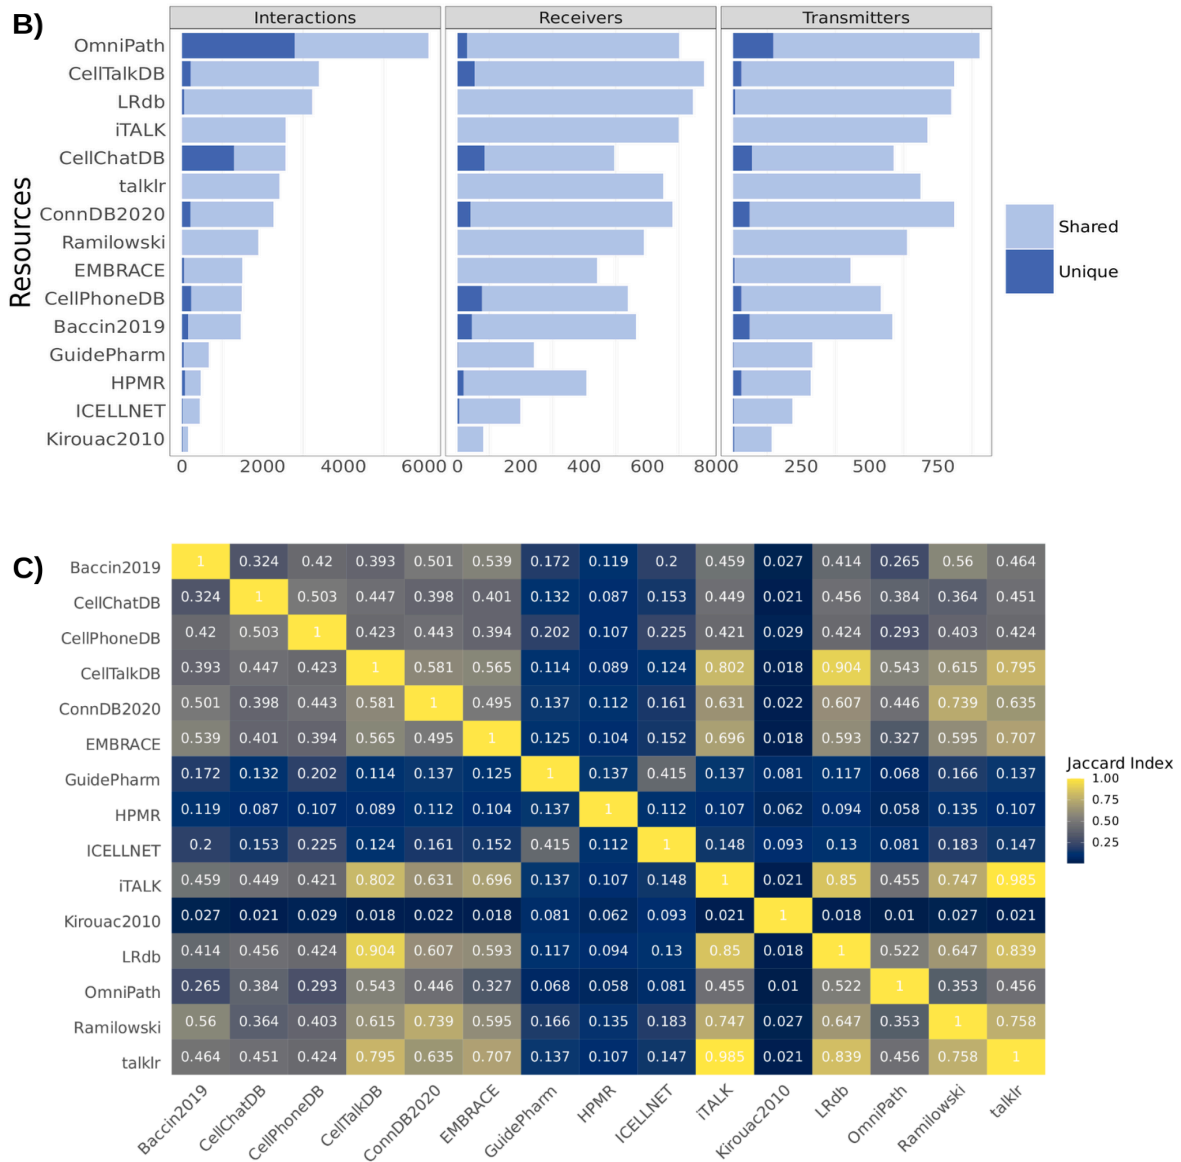 B)
Interactions Receivers Transmitters
OmniPath
CellTalkDB
LRdb
iTALK
CellChatDB
talklr
ConnDB2020
Ramilowski
EMBRACE
CellPhoneDB
Baccin2019
GuidePharm
HPMR
ICELLNET
Kirouac2010
Resources
0 2000 4000 6000 0 200 400 600 800 0 250 500 750
Shared
Unique
C)
Baccin2019 1 0.324 0.42 0.393 0.501 0.539 0.172 0.119 0.2 0.459 0.027 0.414 0.265 0.56 0.464
CellChatDB 0.324 1 0.503 0.447 0.398 0.401 0.132 0.087 0.153 0.449 0.021 0.456 0.384 0.364 0.451
CellPhoneDB 0.42 0.503 1 0.423 0.443 0.394 0.202 0.107 0.225 0.421 0.029 0.424 0.293 0.403 0.424
CellTalkDB 0.393 0.447 0.423 1 0.581 0.565 0.114 0.089 0.124 0.802 0.018 0.904 0.543 0.615 0.795
ConnDB2020 0.501 0.398 0.443 0.581 1 0.495 0.137 0.112 0.161 0.631 0.022 0.607 0.446 0.739 0.635
EMBRACE 0.539 0.401 0.394 0.565 0.495 1 0.125 0.104 0.152 0.696 0.018 0.593 0.327 0.595 0.707
GuidePharm 0.172 0.132 0.202 0.114 0.137 0.125 1 0.137 0.415 0.137 0.081 0.117 0.068 0.166 0.137
HPMR 0.119 0.087 0.107 0.089 0.112 0.104 0.137 1 0.112 0.107 0.062 0.094 0.058 0.135 0.107
ICELLNET 0.2 0.153 0.225 0.124 0.161 0.152 0.415 0.112 1 0.148 0.093 0.13 0.081 0.183 0.147
iTALK 0.459 0.449 0.421 0.802 0.631 0.696 0.137 0.107 0.148 1 0.021 0.85 0.455 0.747 0.985
Kirouac2010 0.027 0.021 0.029 0.018 0.022 0.018 0.081 0.062 0.093 0.021 1 0.018 0.01 0.027 0.021
LRdb 0.414 0.456 0.424 0.904 0.607 0.593 0.117 0.094 0.13 0.85 0.018 1 0.522 0.647 0.839
OmniPath 0.265 0.384 0.293 0.543 0.446 0.327 0.068 0.058 0.081 0.455 0.01 0.522 1 0.353 0.456
Ramilowski 0.56 0.364 0.403 0.615 0.739 0.595 0.166 0.135 0.183 0.747 0.027 0.647 0.353 1 0.758
talklr 0.464 0.451 0.424 0.795 0.635 0.707 0.137 0.107 0.147 0.985 0.021 0.839 0.456 0.758 1
Baccin2019 CellChatDB CellPhoneDB CellTalkDB ConnDB2020 EMBRACE GuidePharm HPMR ICELLNET iTALK Kirouac2010 LRdb OmniPath Ramilowski talklr
Jaccard Index
1.00
0.75
0.50
0.25